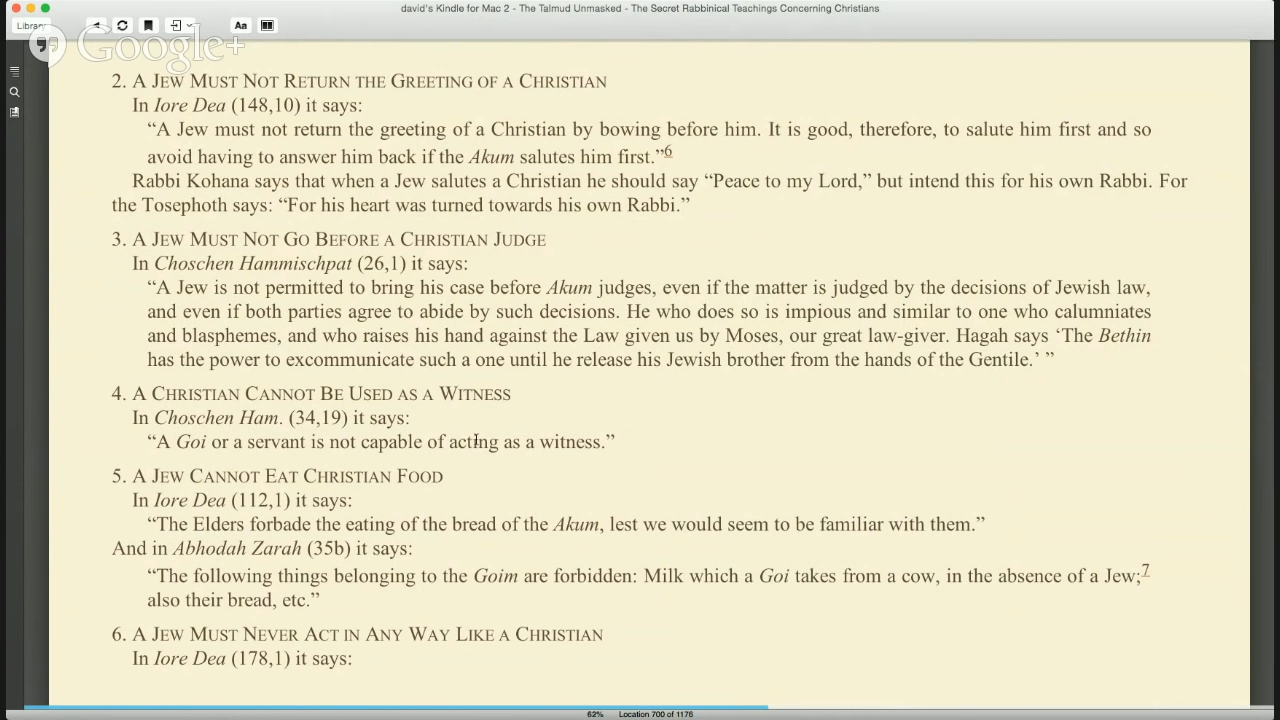 david's Kindle for Mac 2 - The Talmud Unmasked - The Secret Rabbinical Teachings Concerning Christians
Library
Aa
Google+
2. A JEW MUST NOT RETURN THE GREETING OF A CHRISTIAN
In Iore Dea (148,10) it says:
“A Jew must not return the greeting of a Christian by bowing before him. It is good, therefore, to salute him first and so
avoid having to answer him back if the Akum salutes him first.”6
Rabbi Kohana says that when a Jew salutes a Christian he should say “Peace to my Lord,” but intend this for his own Rabbi. For
the Tosephoth says: “For his heart was turned towards his own Rabbi.”
3. A JEW MUST NOT GO BEFORE A CHRISTIAN JUDGE
In Choschen Hammischpat (26,1) it says:
“A Jew is not permitted to bring his case before Akum judges, even if the matter is judged by the decisions of Jewish law,
and even if both parties agree to abide by such decisions. He who does so is impious and similar to one who calumniates
and blasphemes, and who raises his hand against the Law given us by Moses, our great law-giver. Hagah says ‘The Bethin
has the power to excommunicate such a one until he release his Jewish brother from the hands of the Gentile.’ ”
4. A CHRISTIAN CANNOT BE USED AS A WITNESS
In Choschen Ham. (34,19) it says:
“A Goi or a servant is not capable of acting as a witness.”
5. A JEW CANNOT EAT CHRISTIAN FOOD
In Iore Dea (112,1) it says:
“The Elders forbade the eating of the bread of the Akum, lest we would seem to be familiar with them.”
And in Abhodah Zarah (35b) it says:
“The following things belonging to the Goim are forbidden: Milk which a Goi takes from a cow, in the absence of a Jew;7
also their bread, etc.”
6. A JEW MUST NEVER ACT IN ANY WAY LIKE A CHRISTIAN
In Iore Dea (178,1) it says:
62% Location 700 of 1176